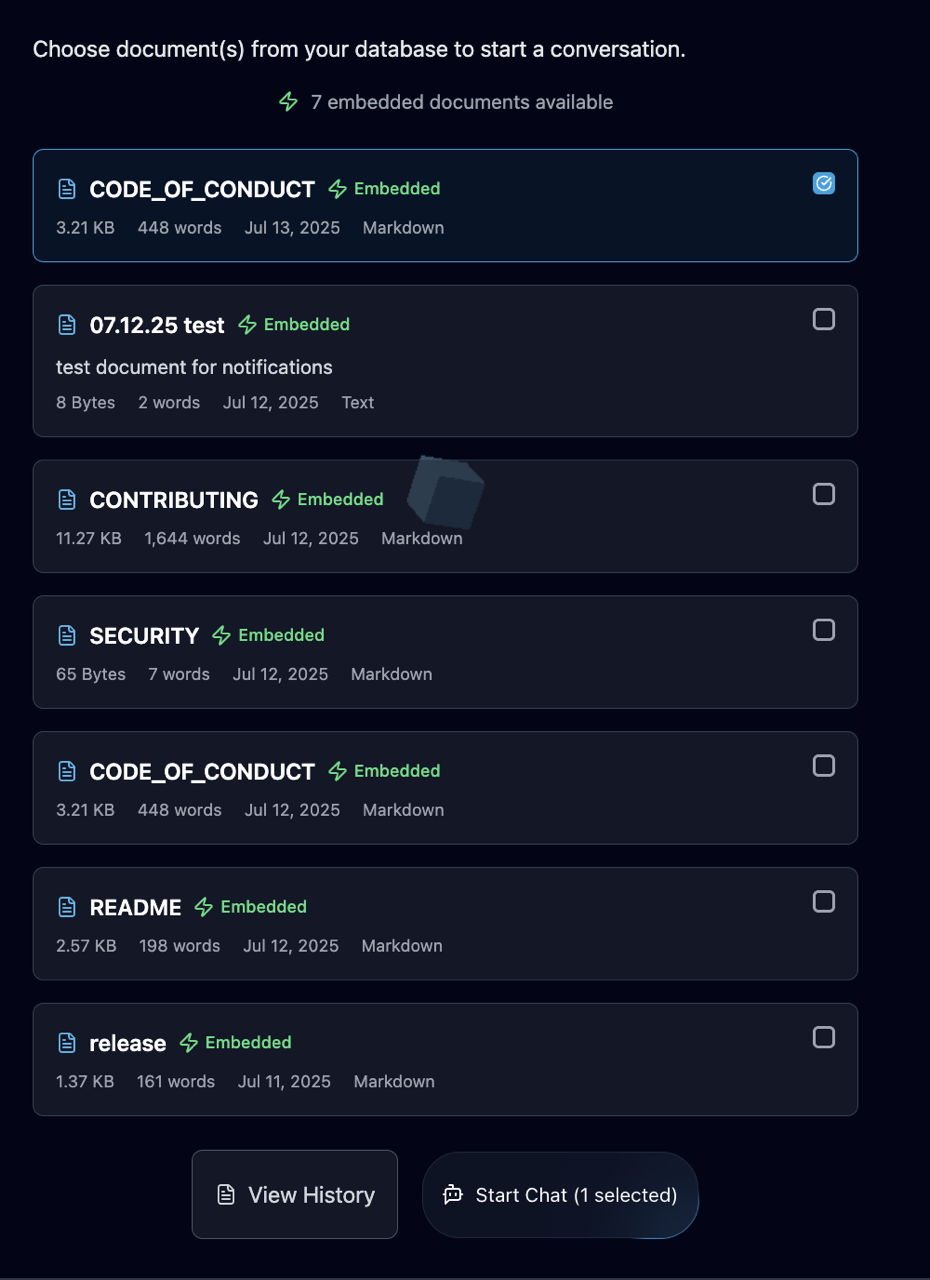 Choose document(s) from your database to start a conversation.
7 embedded documents available
CODE_OF_CONDUCT Embedded
3.21 KB 448 words Jul 13, 2025 Markdown
07.12.25 test Embedded
test document for notifications
8 Bytes 2 words Jul 12, 2025 Text
CONTRIBUTING Embedded
11.27 KB 1,644 words Jul 12, 2025 Markdown
SECURITY Embedded
65 Bytes 7 words Jul 12, 2025 Markdown
CODE_OF_CONDUCT Embedded
3.21 KB 448 words Jul 12, 2025 Markdown
README Embedded
2.57 KB 198 words Jul 12, 2025 Markdown
release Embedded
1.37 KB 161 words Jul 11, 2025 Markdown
View History Start Chat (1 selected)